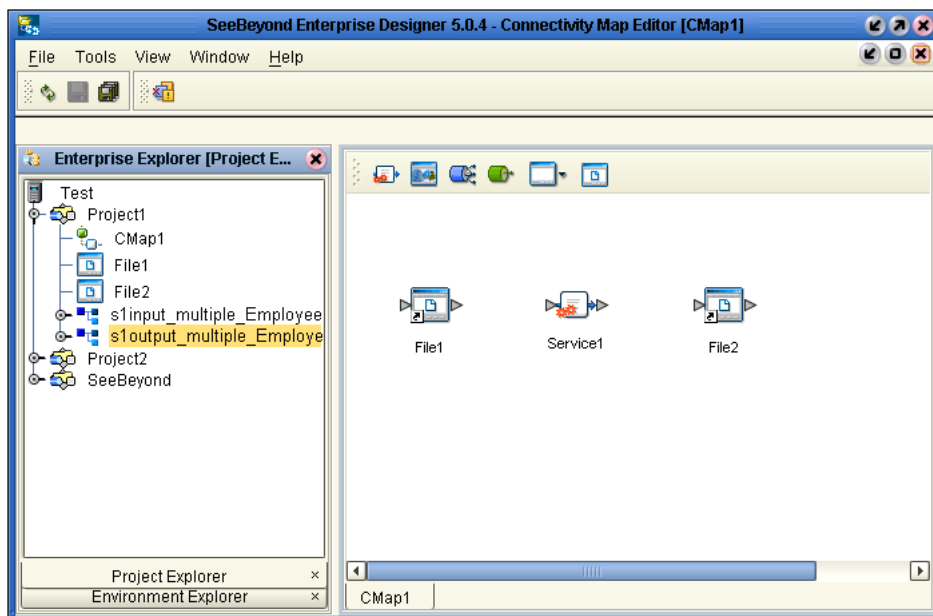 SeeBeyond Enterprise Designer 5.0.4 - Connectivity Map Editor [CMap1]
File Tools View Window Help
Enterprise Explorer [Project E...
Test
Project1
CMap1
File1
File2
s1input_multiple_Employee
s1output_multiple_Employe
Project2
SeeBeyond
File1
Service1
File2
Project Explorer ×
Environment Explorer ×
CMap1